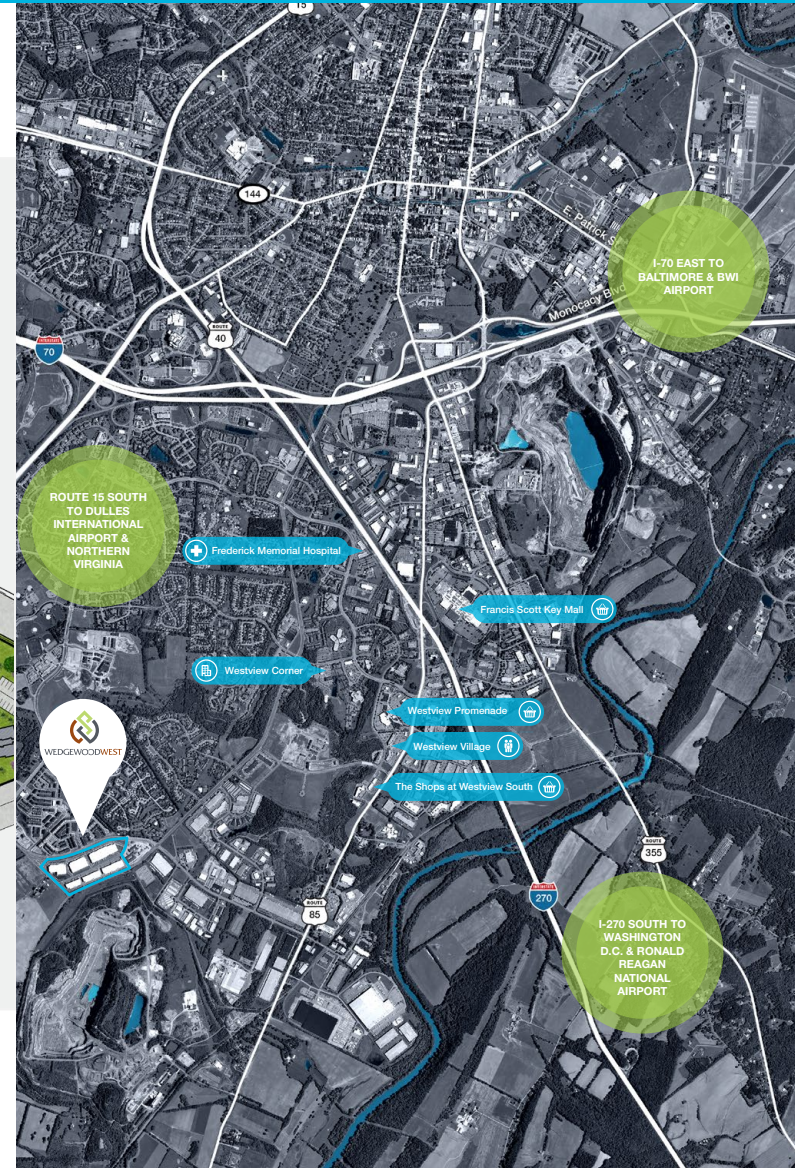 15
144
E. Patrick St
I-70 EAST TO
BALTIMORE & BWI
AIRPORT
Monocacy Blvd
ROUTE
40
INTERSTATE
70
ROUTE 15 SOUTH
TO DULLES
INTERNATIONAL
AIRPORT &
NORTHERN
VIRGINIA
Frederick Memorial Hospital
Francis Scott Key Mall
Westview Corner
Westview Promenade
WEDGEWOODWEST
Westview Village
The Shops at Westview South
ROUTE
355
INTERSTATE
270
ROUTE
85
I-270 SOUTH TO
WASHINGTON
D.C. & RONALD
REAGAN
NATIONAL
AIRPORT